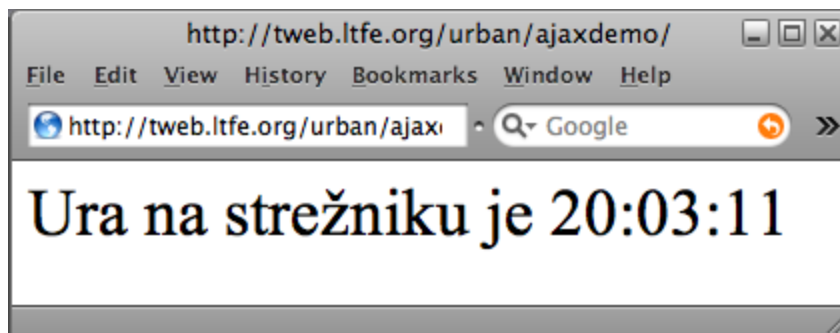 http://tweb.ltfe.org/urban/ajaxdemo/
File Edit View History Bookmarks Window Help
http://tweb.ltfe.org/urban/ajax Google
Ura na strežniku je 20:03:11